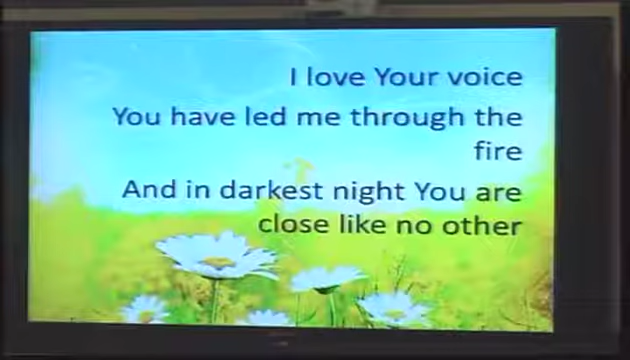 I love Your voice
You have led me through the
fire
And in darkest night You are
close like no other